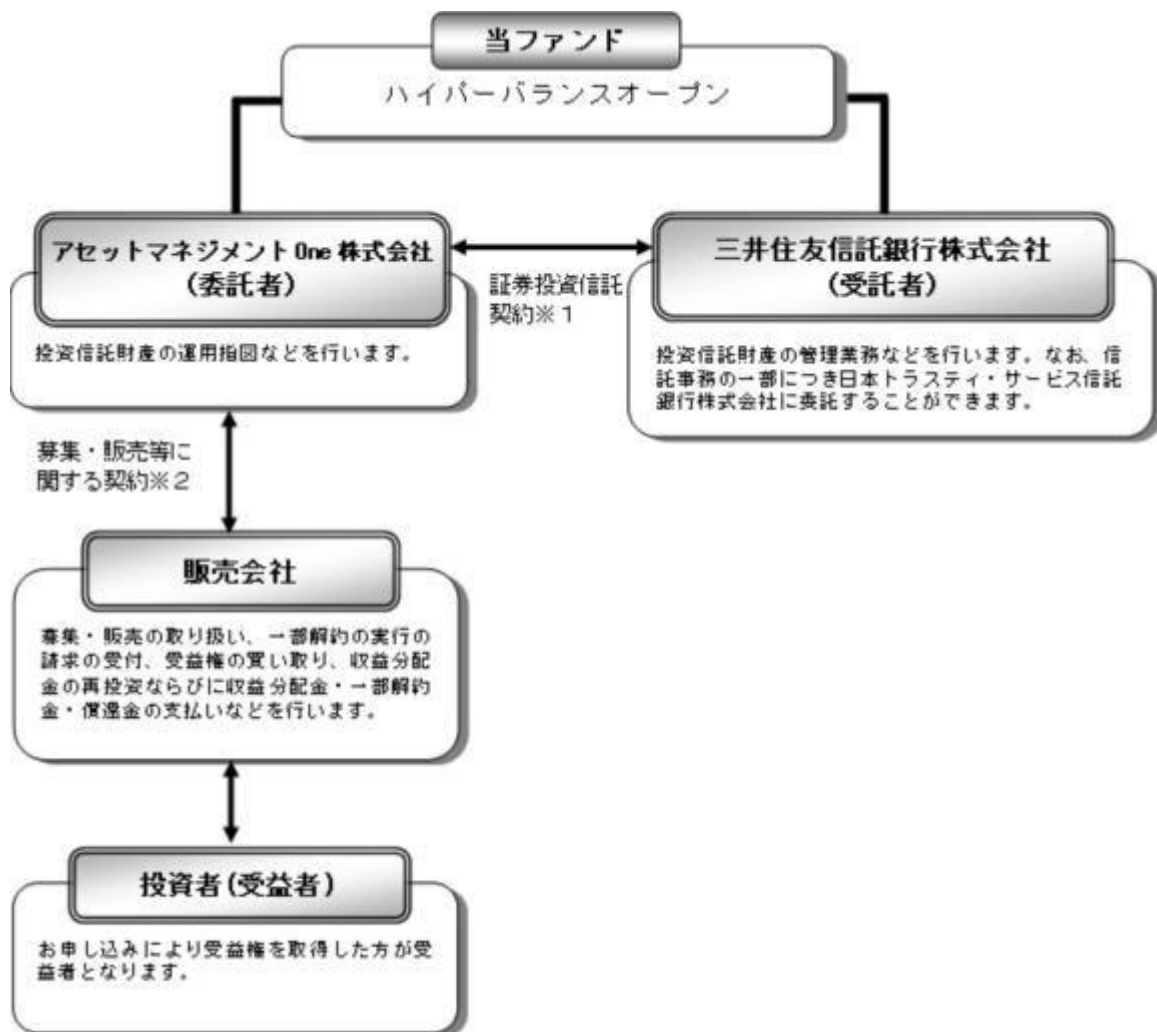 当ファンド
ハイパーバランスオープン
アセットマネジメントOne 株式会社
(委託者)
証券投資信託
契約※1
三井住友信託銀行株式会社
(受託者)
投資信託財産の運用指図などを行います。
投資信託財産の管理業務などを行います。なお、信
託事務の一部につき日本トラスティ・サービス信託
銀行株式会社に委託することができます。
募集・販売等に
関する契約※2
販売会社
募集・販売の取り扱い、一部解約の実行の
請求の受付、受益権の買い取り、収益分配
金の再投資ならびに収益分配金・一部解約
金・償還金の支払いなどを行います。
投資者(受益者)
お申し込みにより受益権を取得した方が受
益者となります。